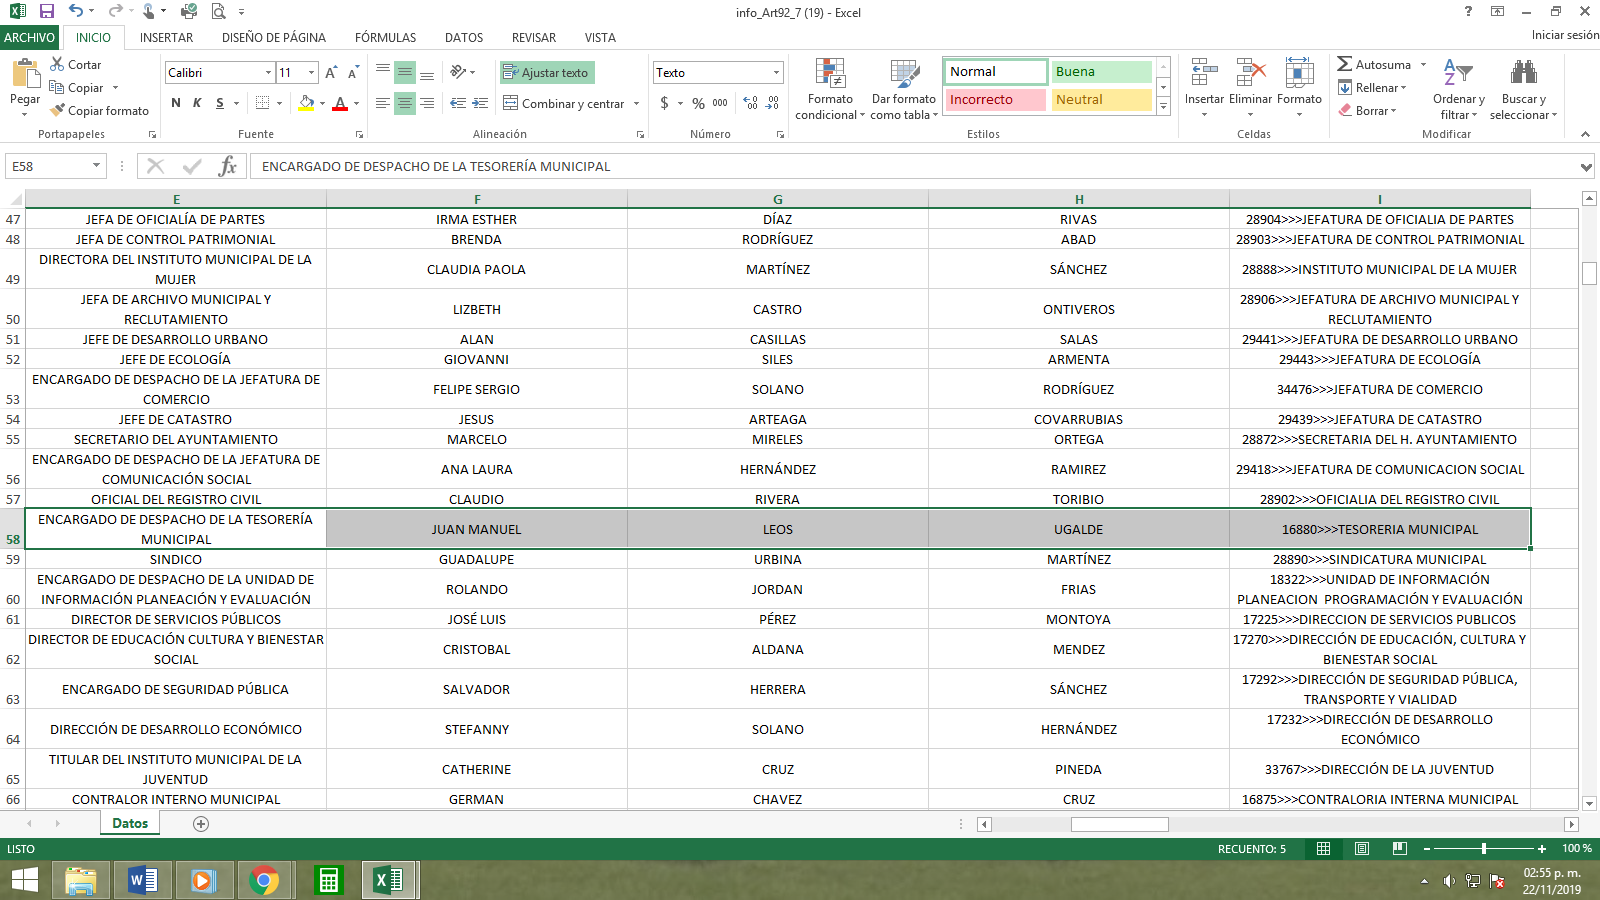 info_Art92_7 (19) - Excel
ARCHIVO INICIO INSERTAR DISEÑO DE PÁGINA FÓRMULAS DATOS REVISAR VISTA Iniciar sesión
Pegar Cortar Copiar Copiar formato
Portapapeles
Calibri 11
N K S
Fuente
Ajustar texto
Combinar y centrar
Alineación
Texto
$ % 000
Número
Formato condicional
Dar formato como tabla
Normal Buena
Incorrecto Neutral
Estilos
Insertar Eliminar Formato
Celdas
Autosuma
Rellenar
Borrar
Ordenar y filtrar
Buscar y seleccionar
Modificar
E58 fx ENCARGADO DE DESPACHO DE LA TESORERÍA MUNICIPAL
E F G H I
47 JEFA DE OFICIALÍA DE PARTES IRMA ESTHER DÍAZ RIVAS 28904>>>JEFATURA DE OFICIALIA DE PARTES
48 JEFA DE CONTROL PATRIMONIAL BRENDA RODRÍGUEZ ABAD 28903>>>JEFATURA DE CONTROL PATRIMONIAL
49 DIRECTORA DEL INSTITUTO MUNICIPAL DE LA MUJER CLAUDIA PAOLA MARTÍNEZ SÁNCHEZ 28888>>>INSTITUTO MUNICIPAL DE LA MUJER
50 JEFA DE ARCHIVO MUNICIPAL Y RECLUTAMIENTO LIZBETH CASTRO ONTIVEROS 28906>>>JEFATURA DE ARCHIVO MUNICIPAL Y RECLUTAMIENTO
51 JEFE DE DESARROLLO URBANO ALAN CASILLAS SALAS 29441>>>JEFATURA DE DESARROLLO URBANO
52 JEFE DE ECOLOGÍA GIOVANNI SILES ARMENTA 29443>>>JEFATURA DE ECOLOGÍA
53 ENCARGADO DE DESPACHO DE LA JEFATURA DE COMERCIO FELIPE SERGIO SOLANO RODRÍGUEZ 34476>>>JEFATURA DE COMERCIO
54 JEFE DE CATASTRO JESUS ARTEAGA COVARRUBIAS 29439>>>JEFATURA DE CATASTRO
55 SECRETARIO DEL AYUNTAMIENTO MARCELO MIRELES ORTEGA 28872>>>SECRETARIA DEL H. AYUNTAMIENTO
56 ENCARGADO DE DESPACHO DE LA JEFATURA DE COMUNICACIÓN SOCIAL ANA LAURA HERNÁNDEZ RAMIREZ 29418>>>JEFATURA DE COMUNICACION SOCIAL
57 OFICIAL DEL REGISTRO CIVIL CLAUDIO RIVERA TORIBIO 28902>>>OFICIALIA DEL REGISTRO CIVIL
58 ENCARGADO DE DESPACHO DE LA TESORERÍA MUNICIPAL JUAN MANUEL LEOS UGALDE 16880>>>TESORERIA MUNICIPAL
59 SINDICO GUADALUPE URBINA MARTÍNEZ 28890>>>SINDICATURA MUNICIPAL
60 ENCARGADO DE DESPACHO DE LA UNIDAD DE INFORMACIÓN PLANEACIÓN Y EVALUACIÓN ROLANDO JORDAN FRIAS 18322>>>UNIDAD DE INFORMACIÓN PLANEACION PROGRAMACIÓN Y EVALUACIÓN
61 DIRECTOR DE SERVICIOS PÚBLICOS JOSÉ LUIS PÉREZ MONTOYA 17225>>>DIRECCION DE SERVICIOS PUBLICOS
62 DIRECTOR DE EDUCACIÓN CULTURA Y BIENESTAR SOCIAL CRISTOBAL ALDANA MENDEZ 17270>>>DIRECCIÓN DE EDUCACIÓN, CULTURA Y BIENESTAR SOCIAL
63 ENCARGADO DE SEGURIDAD PÚBLICA SALVADOR HERRERA SÁNCHEZ 17292>>>DIRECCIÓN DE SEGURIDAD PÚBLICA, TRANSPORTE Y VIALIDAD
64 DIRECCIÓN DE DESARROLLO ECONÓMICO STEFANNY SOLANO HERNÁNDEZ 17232>>>DIRECCIÓN DE DESARROLLO ECONÓMICO
65 TITULAR DEL INSTITUTO MUNICIPAL DE LA JUVENTUD CATHERINE CRUZ PINEDA 33767>>>DIRECCIÓN DE LA JUVENTUD
66 CONTRALOR INTERNO MUNICIPAL GERMAN CHAVEZ CRUZ 16875>>>CONTRALORIA INTERNA MUNICIPAL
Datos
LISTO RECUENTO: 5 100 %
02:55 p. m.
22/11/2019